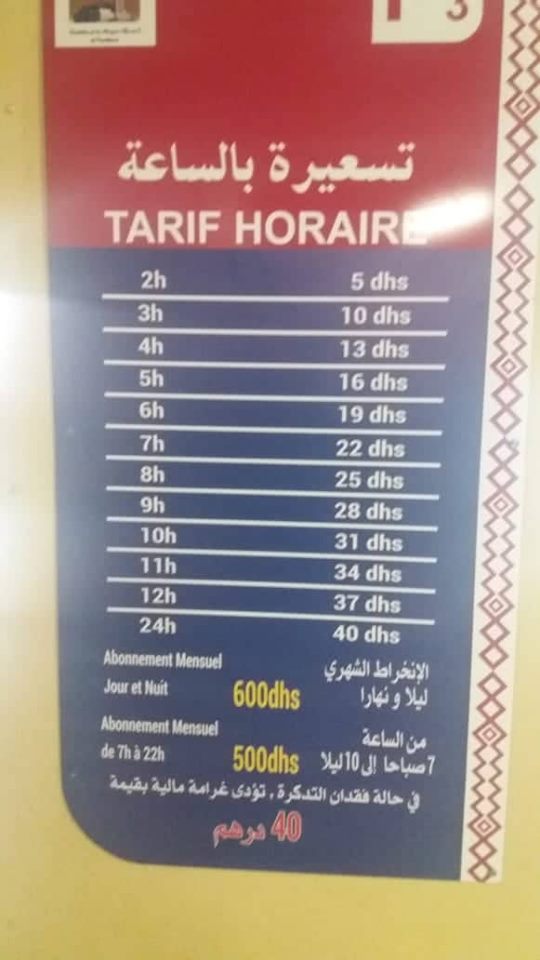 3
تسعيرة بالساعة
TARIF HORAIRE
2h 5 dhs
3h 10 dhs
4h 13 dhs
5h 16 dhs
6h 19 dhs
7h 22 dhs
8h 25 dhs
9h 28 dhs
10h 31 dhs
11h 34 dhs
12h 37 dhs
24h 40 dhs
Abonnement Mensuel الإنخراط الشهري
Jour et Nuit 600dhs ليلا و نهارا
Abonnement Mensuel من الساعة
de 7h à 22h 500dhs 7 صباحا إلى 10 ليلا
في حالة فقدان التدكرة ، تؤدى غرامة مالية بقيمة
40 درهم